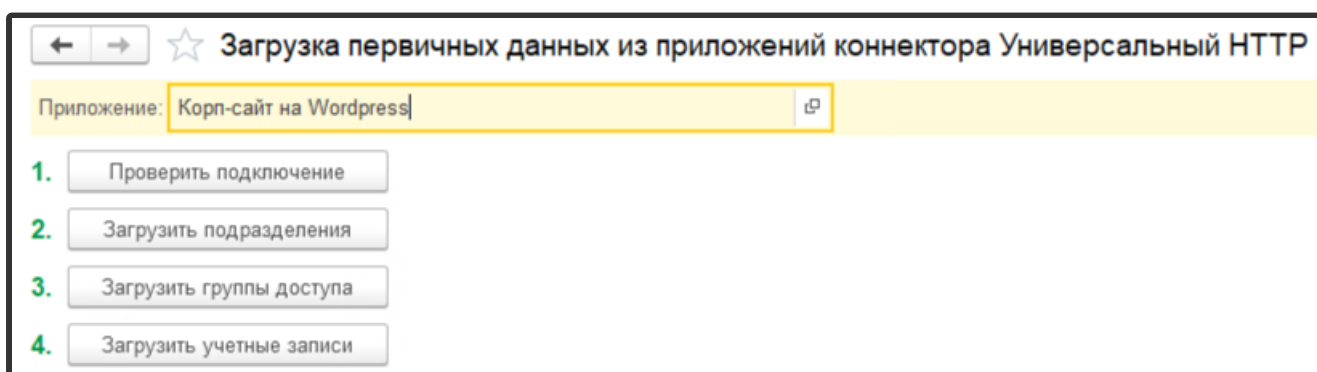 Загрузка первичных данных из приложений коннектора Универсальный HTTP
Приложение: Корп-сайт на Wordpress
1. Проверить подключение
2. Загрузить подразделения
3. Загрузить группы доступа
4. Загрузить учетные записи